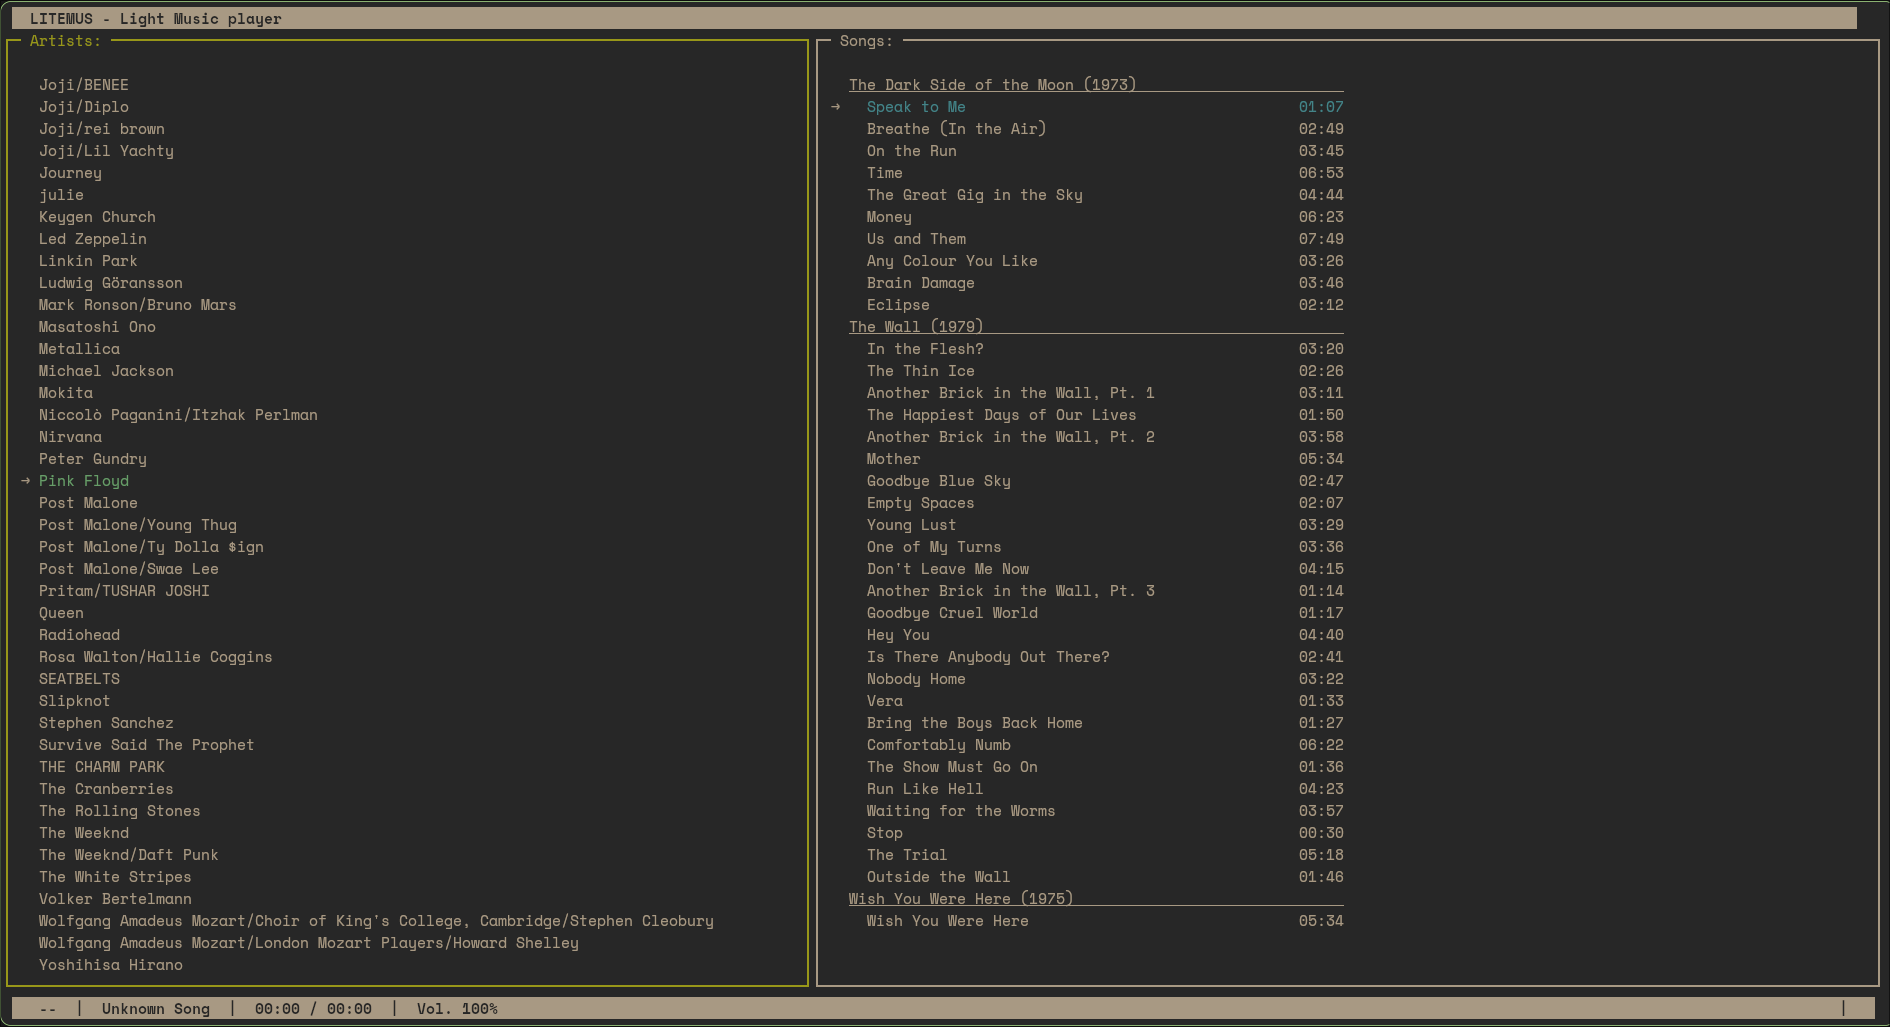 LITEMUS - Light Music player
Artists:
Joji/BENEE
Joji/Diplo
Joji/rei brown
Joji/Lil Yachty
Journey
julie
Keygen Church
Led Zeppelin
Linkin Park
Ludwig Göransson
Mark Ronson/Bruno Mars
Masatoshi Ono
Metallica
Michael Jackson
Mokita
Niccolò Paganini/Itzhak Perlman
Nirvana
Peter Gundry
→ Pink Floyd
Post Malone
Post Malone/Young Thug
Post Malone/Ty Dolla $ign
Post Malone/Swae Lee
Pritam/TUSHAR JOSHI
Queen
Radiohead
Rosa Walton/Hallie Coggins
SEATBELTS
Slipknot
Stephen Sanchez
Survive Said The Prophet
THE CHARM PARK
The Cranberries
The Rolling Stones
The Weeknd
The Weeknd/Daft Punk
The White Stripes
Volker Bertelmann
Wolfgang Amadeus Mozart/Choir of King's College, Cambridge/Stephen Cleobury
Wolfgang Amadeus Mozart/London Mozart Players/Howard Shelley
Yoshihisa Hirano
Songs:
The Dark Side of the Moon (1973)
→ Speak to Me 01:07
Breathe (In the Air) 02:49
On the Run 03:45
Time 06:53
The Great Gig in the Sky 04:44
Money 06:23
Us and Them 07:49
Any Colour You Like 03:26
Brain Damage 03:46
Eclipse 02:12
The Wall (1979)
In the Flesh? 03:20
The Thin Ice 02:26
Another Brick in the Wall, Pt. 1 03:11
The Happiest Days of Our Lives 01:50
Another Brick in the Wall, Pt. 2 03:58
Mother 05:34
Goodbye Blue Sky 02:47
Empty Spaces 02:07
Young Lust 03:29
One of My Turns 03:36
Don't Leave Me Now 04:15
Another Brick in the Wall, Pt. 3 01:14
Goodbye Cruel World 01:17
Hey You 04:40
Is There Anybody Out There? 02:41
Nobody Home 03:22
Vera 01:33
Bring the Boys Back Home 01:27
Comfortably Numb 06:22
The Show Must Go On 01:36
Run Like Hell 04:23
Waiting for the Worms 03:57
Stop 00:30
The Trial 05:18
Outside the Wall 01:46
Wish You Were Here (1975)
Wish You Were Here 05:34
-- | Unknown Song | 00:00 / 00:00 | Vol. 100% |